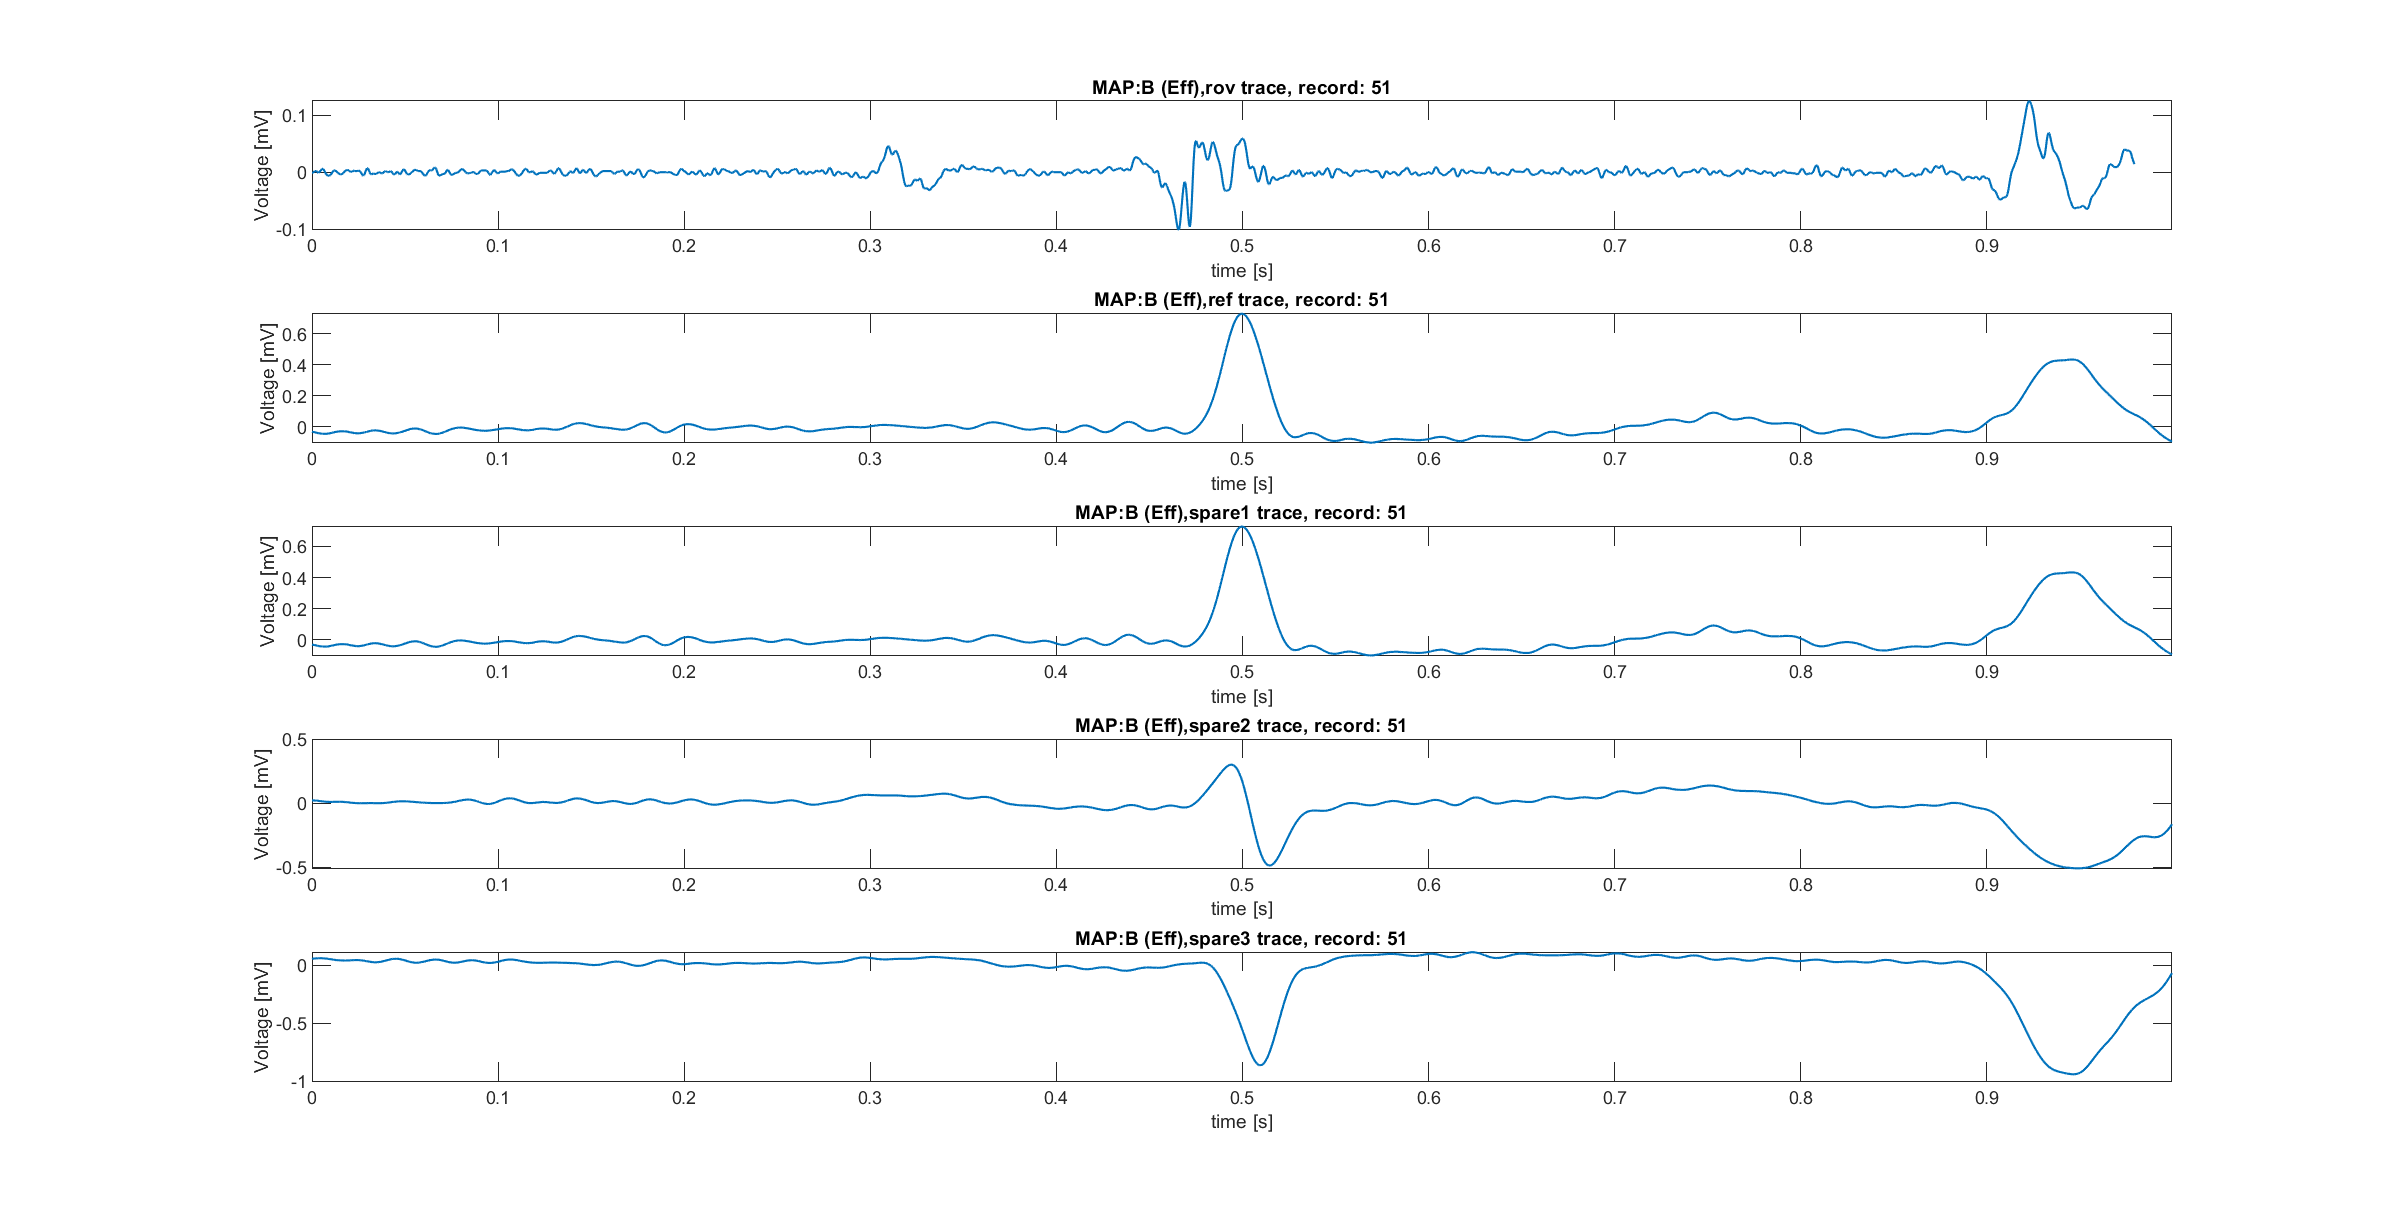 MAP:B (Eff),rov trace, record: 51
Voltage [mV]
0.1
0
-0.1
0 0.1 0.2 0.3 0.4 0.5 0.6 0.7 0.8 0.9
time [s]
MAP:B (Eff),ref trace, record: 51
Voltage [mV]
0.6
0.4
0.2
0
0 0.1 0.2 0.3 0.4 0.5 0.6 0.7 0.8 0.9
time [s]
MAP:B (Eff),spare1 trace, record: 51
Voltage [mV]
0.6
0.4
0.2
0
0 0.1 0.2 0.3 0.4 0.5 0.6 0.7 0.8 0.9
time [s]
MAP:B (Eff),spare2 trace, record: 51
Voltage [mV]
0.5
0
-0.5
0 0.1 0.2 0.3 0.4 0.5 0.6 0.7 0.8 0.9
time [s]
MAP:B (Eff),spare3 trace, record: 51
Voltage [mV]
0
-0.5
-1
0 0.1 0.2 0.3 0.4 0.5 0.6 0.7 0.8 0.9
time [s]